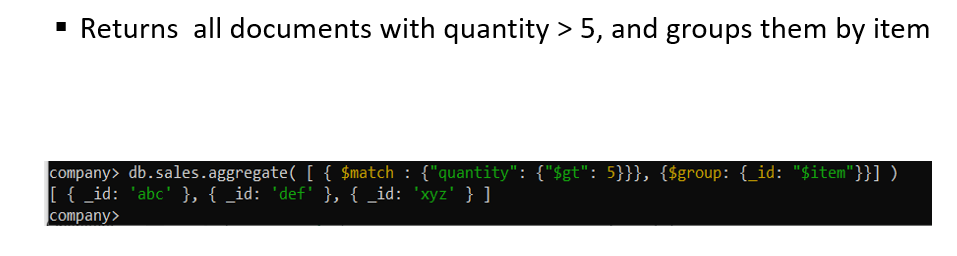 ▪ Returns all documents with quantity > 5, and groups them by item
company> db.sales.aggregate( [ { $match : {"quantity": {"$gt": 5}}}, {$group: {_id: "$item"}}] )
[ { _id: 'abc' }, { _id: 'def' }, { _id: 'xyz' } ]
company>